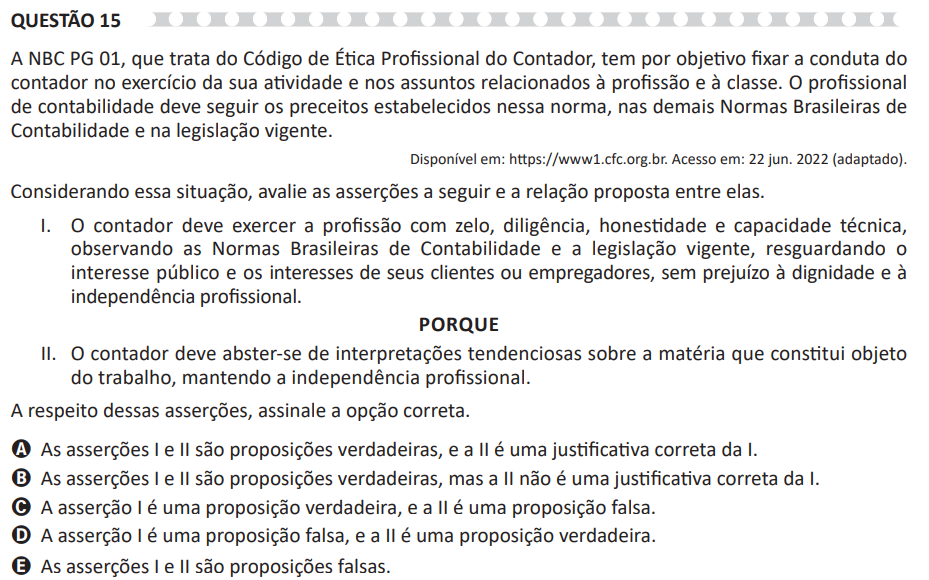 QUESTÃO 15
A NBC PG 01, que trata do Código de Ética Profissional do Contador, tem por objetivo fixar a conduta do
contador no exercício da sua atividade e nos assuntos relacionados à profissão e à classe. O profissional
de contabilidade deve seguir os preceitos estabelecidos nessa norma, nas demais Normas Brasileiras de
Contabilidade e na legislação vigente.
Disponível em: https://www1.cfc.org.br. Acesso em: 22 jun. 2022 (adaptado).
Considerando essa situação, avalie as asserções a seguir e a relação proposta entre elas.
I. O contador deve exercer a profissão com zelo, diligência, honestidade e capacidade técnica,
observando as Normas Brasileiras de Contabilidade e a legislação vigente, resguardando o
interesse público e os interesses de seus clientes ou empregadores, sem prejuízo à dignidade e à
independência profissional.
PORQUE
II. O contador deve abster-se de interpretações tendenciosas sobre a matéria que constitui objeto
do trabalho, mantendo a independência profissional.
A respeito dessas asserções, assinale a opção correta.
A As asserções I e II são proposições verdadeiras, e a II é uma justificativa correta da I.
B As asserções I e II são proposições verdadeiras, mas a II não é uma justificativa correta da I.
C A asserção I é uma proposição verdadeira, e a II é uma proposição falsa.
D A asserção I é uma proposição falsa, e a II é uma proposição verdadeira.
E As asserções I e II são proposições falsas.